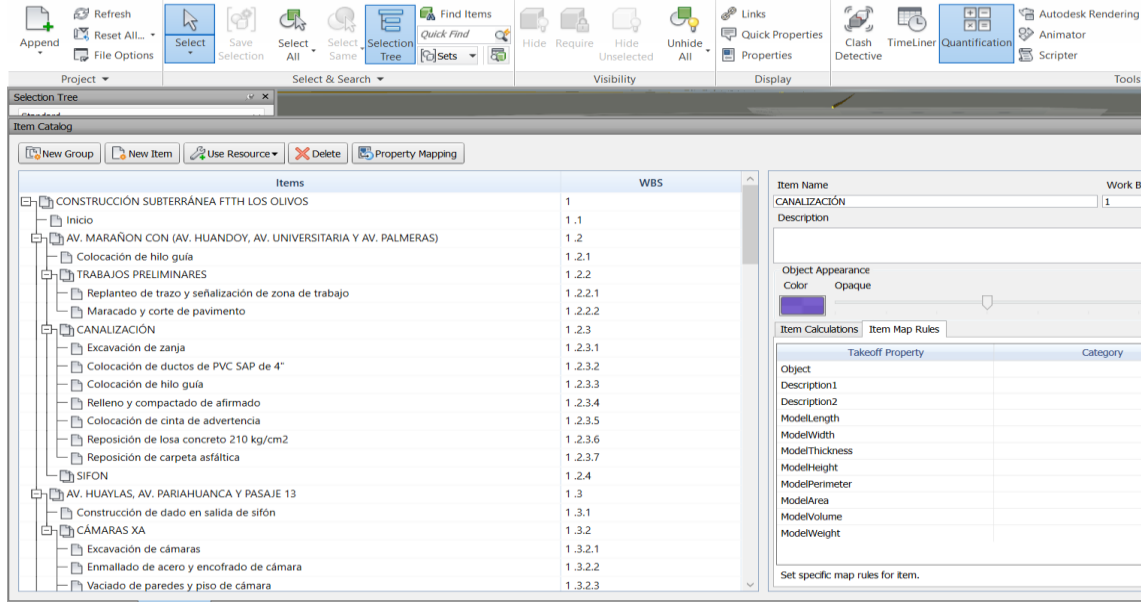 Append
Refresh
Reset All...
File Options
Project
Select
Save Selection
Select All
Select Same
Selection Tree
Find Items
Quick Find
Sets
Select & Search
Hide
Require
Hide Unselected
Unhide All
Visibility
Links
Quick Properties
Properties
Display
Clash Detective
TimeLiner
Quantification
Autodesk Rendering
Animator
Scripter
Tools
Selection Tree
Standard
Item Catalog
New Group New Item Use Resource Delete Property Mapping
Items WBS
CONSTRUCCIÓN SUBTERRÁNEA FTTH LOS OLIVOS 1
Inicio 1 .1
AV. MARAÑON CON (AV. HUANDOY, AV. UNIVERSITARIA Y AV. PALMERAS) 1 .2
Colocación de hilo guía 1 .2.1
TRABAJOS PRELIMINARES 1 .2.2
Replanteo de trazo y señalización de zona de trabajo 1 .2.2.1
Maracado y corte de pavimento 1 .2.2.2
CANALIZACIÓN 1 .2.3
Excavación de zanja 1 .2.3.1
Colocación de ductos de PVC SAP de 4" 1 .2.3.2
Colocación de hilo guía 1 .2.3.3
Relleno y compactado de afirmado 1 .2.3.4
Colocación de cinta de advertencia 1 .2.3.5
Reposición de losa concreto 210 kg/cm2 1 .2.3.6
Reposición de carpeta asfáltica 1 .2.3.7
SIFON 1 .2.4
AV. HUAYLAS, AV. PARIAHUANCA Y PASAJE 13 1 .3
Construcción de dado en salida de sifón 1 .3.1
CÁMARAS XA 1 .3.2
Excavación de cámaras 1 .3.2.1
Enmallado de acero y encofrado de cámara 1 .3.2.2
Vaciado de paredes y piso de cámara 1 .3.2.3
Item Name Work B
CANALIZACIÓN 1
Description
Object Appearance
Color Opaque
Item Calculations Item Map Rules
Takeoff Property Category
Object
Description1
Description2
ModelLength
ModelWidth
ModelThickness
ModelHeight
ModelPerimeter
ModelArea
ModelVolume
ModelWeight
Set specific map rules for item.